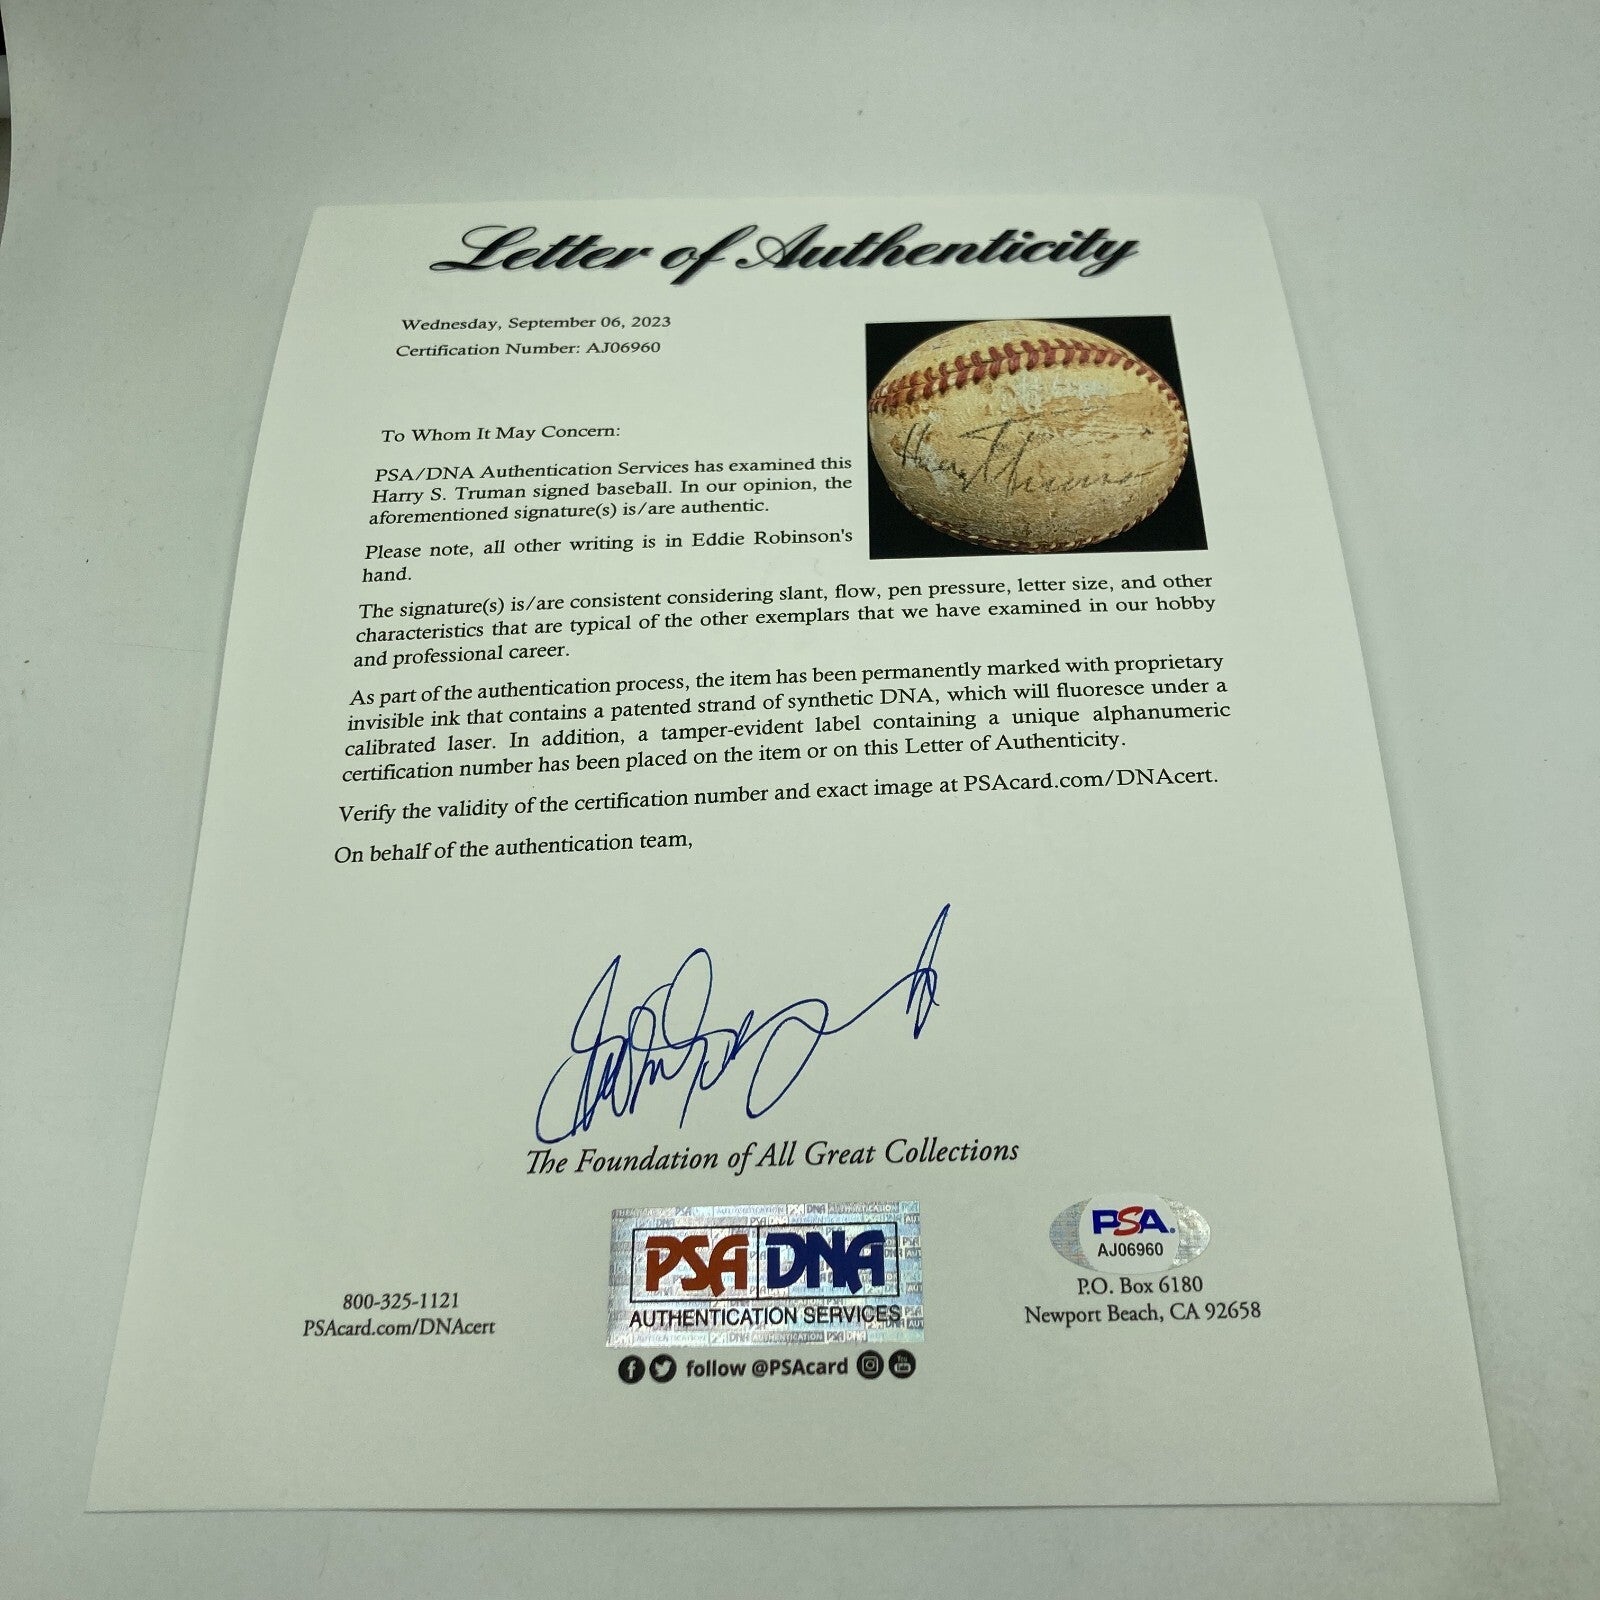 Letter of Authenticity
Wednesday, September 06, 2023
Certification Number: AJ06960
To Whom It May Concern:
PSA/DNA Authentication Services has examined this
Harry S. Truman signed baseball. In our opinion, the
aforementioned signature(s) is/are authentic.
Please note, all other writing is in Eddie Robinson's
hand.
Harry Truman
The signature(s) is/are consistent considering slant, flow, pen pressure, letter size, and other
characteristics that are typical of the other exemplars that we have examined in our hobby
and professional career.
As part of the authentication process, the item has been permanently marked with proprietary
invisible ink that contains a patented strand of synthetic DNA, which will fluoresce under a
calibrated laser. In addition, a tamper-evident label containing a unique alphanumeric
certification number has been placed on the item or on this Letter of Authenticity.
Verify the validity of the certification number and exact image at PSAcard.com/DNAcert.
On behalf of the authentication team,
The Foundation of All Great Collections
800-325-1121
PSAcard.com/DNAcert
PSA DNA
AUTHENTICATION SERVICES
follow @PSAcard
PSA.
AJ06960
P.O. Box 6180
Newport Beach, CA 92658